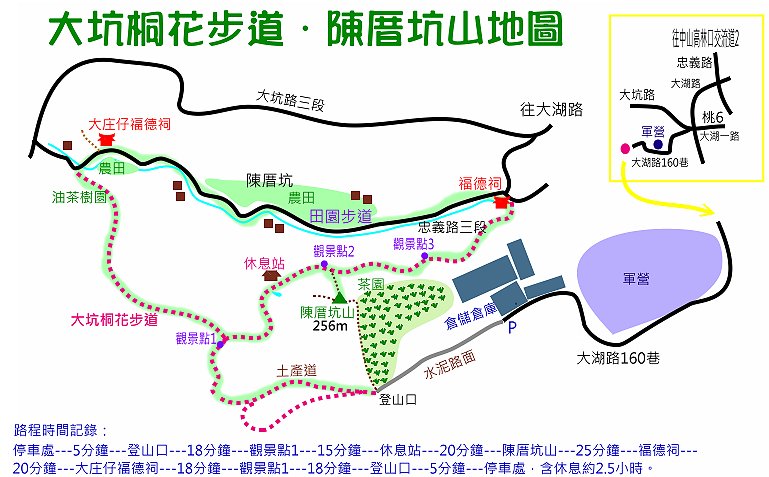 大坑桐花步道．陳厝坑山地圖
往中山高林口交流道2
忠義路
大湖路
大坑路
桃6
軍營
大湖一路
大湖路160巷
大坑路三段
往大湖路
大庄仔福德祠
農田
陳厝坑
福德祠
油茶樹園
農田
田園步道
忠義路三段
觀景點3
觀景點2
休息站
茶園
軍營
陳厝坑山
256m
倉儲倉庫
P
大坑桐花步道
觀景點1
土產道
水泥路面
大湖路160巷
登山口
路程時間記錄：
停車處---5分鐘---登山口---18分鐘---觀景點1---15分鐘---休息站---20分鐘---陳厝坑山---25分鐘---福德祠---
20分鐘---大庄仔福德祠---18分鐘---觀景點1---18分鐘---登山口---5分鐘---停車處，含休息約2.5小時。